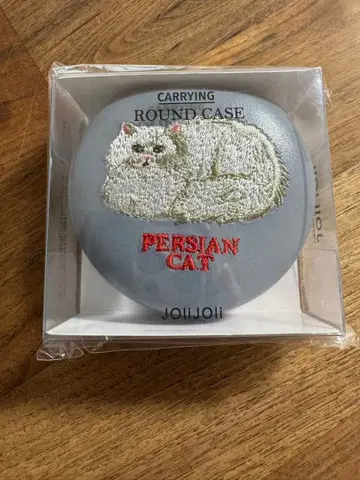 CARRYING
ROUND CASE
PERSIAN
CAT
JOliJOli